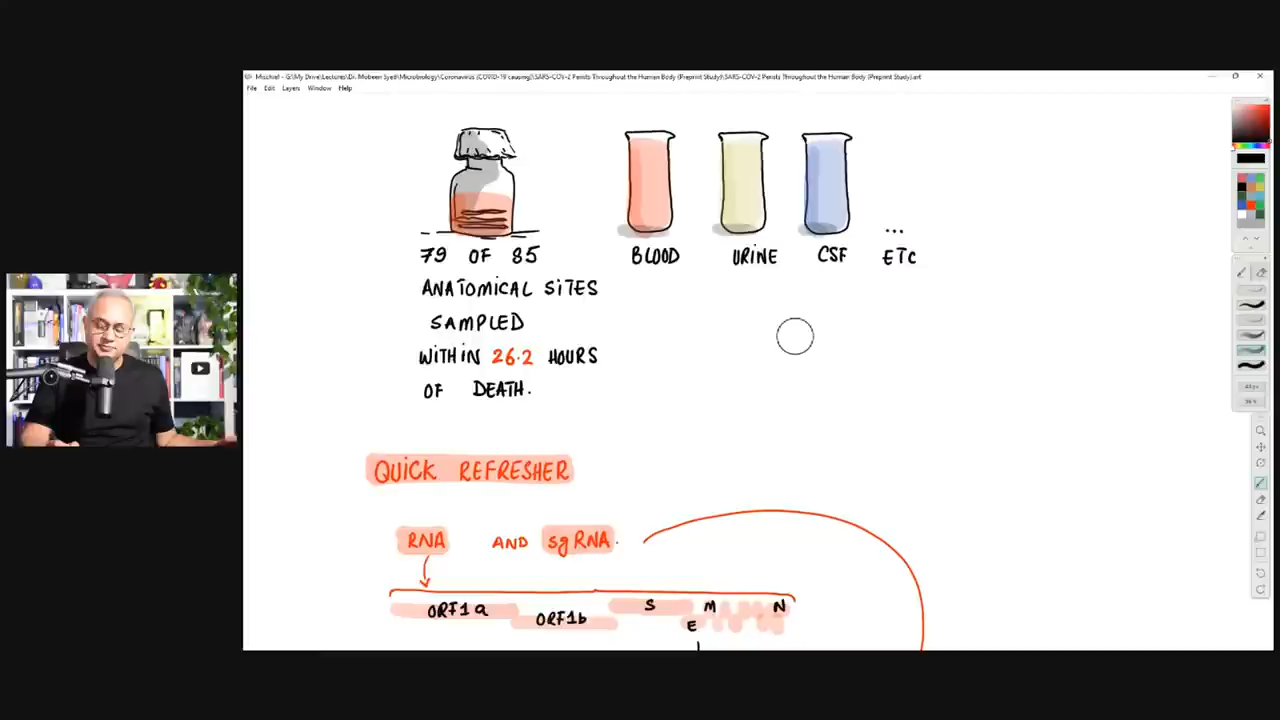 Mischief - G:\My Drive\Lectures\Dr. Mobeen Syed\Microbiology\Coronavirus (COVID-19 causing)\SARS-COV-2 Perists Throughout the Human Body (Preprint Study)\SARS-COV-2 Perists Throughout the Human Body (Preprint Study).art
File Edit Layers Window Help
BLOOD URINE CSF ... ETC
79 OF 85
ANATOMICAL SITES
SAMPLED
WITHIN 26.2 HOURS
OF DEATH.
QUICK REFRESHER
RNA AND sgRNA.
ORF1a ORF1b S E M N